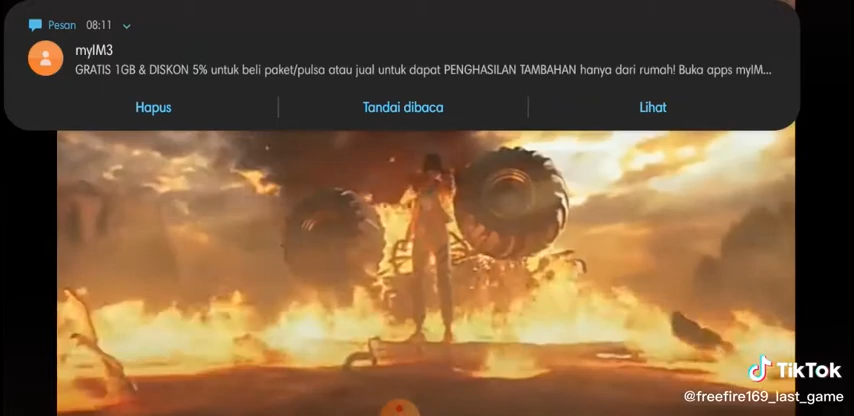 Pesan 08:11
myIM3
GRATIS 1GB & DISKON 5% untuk beli paket/pulsa atau jual untuk dapat PENGHASILAN TAMBAHAN hanya dari rumah! Buka apps myIM...
Hapus Tandai dibaca Lihat
TikTok
@freefire169_last_game